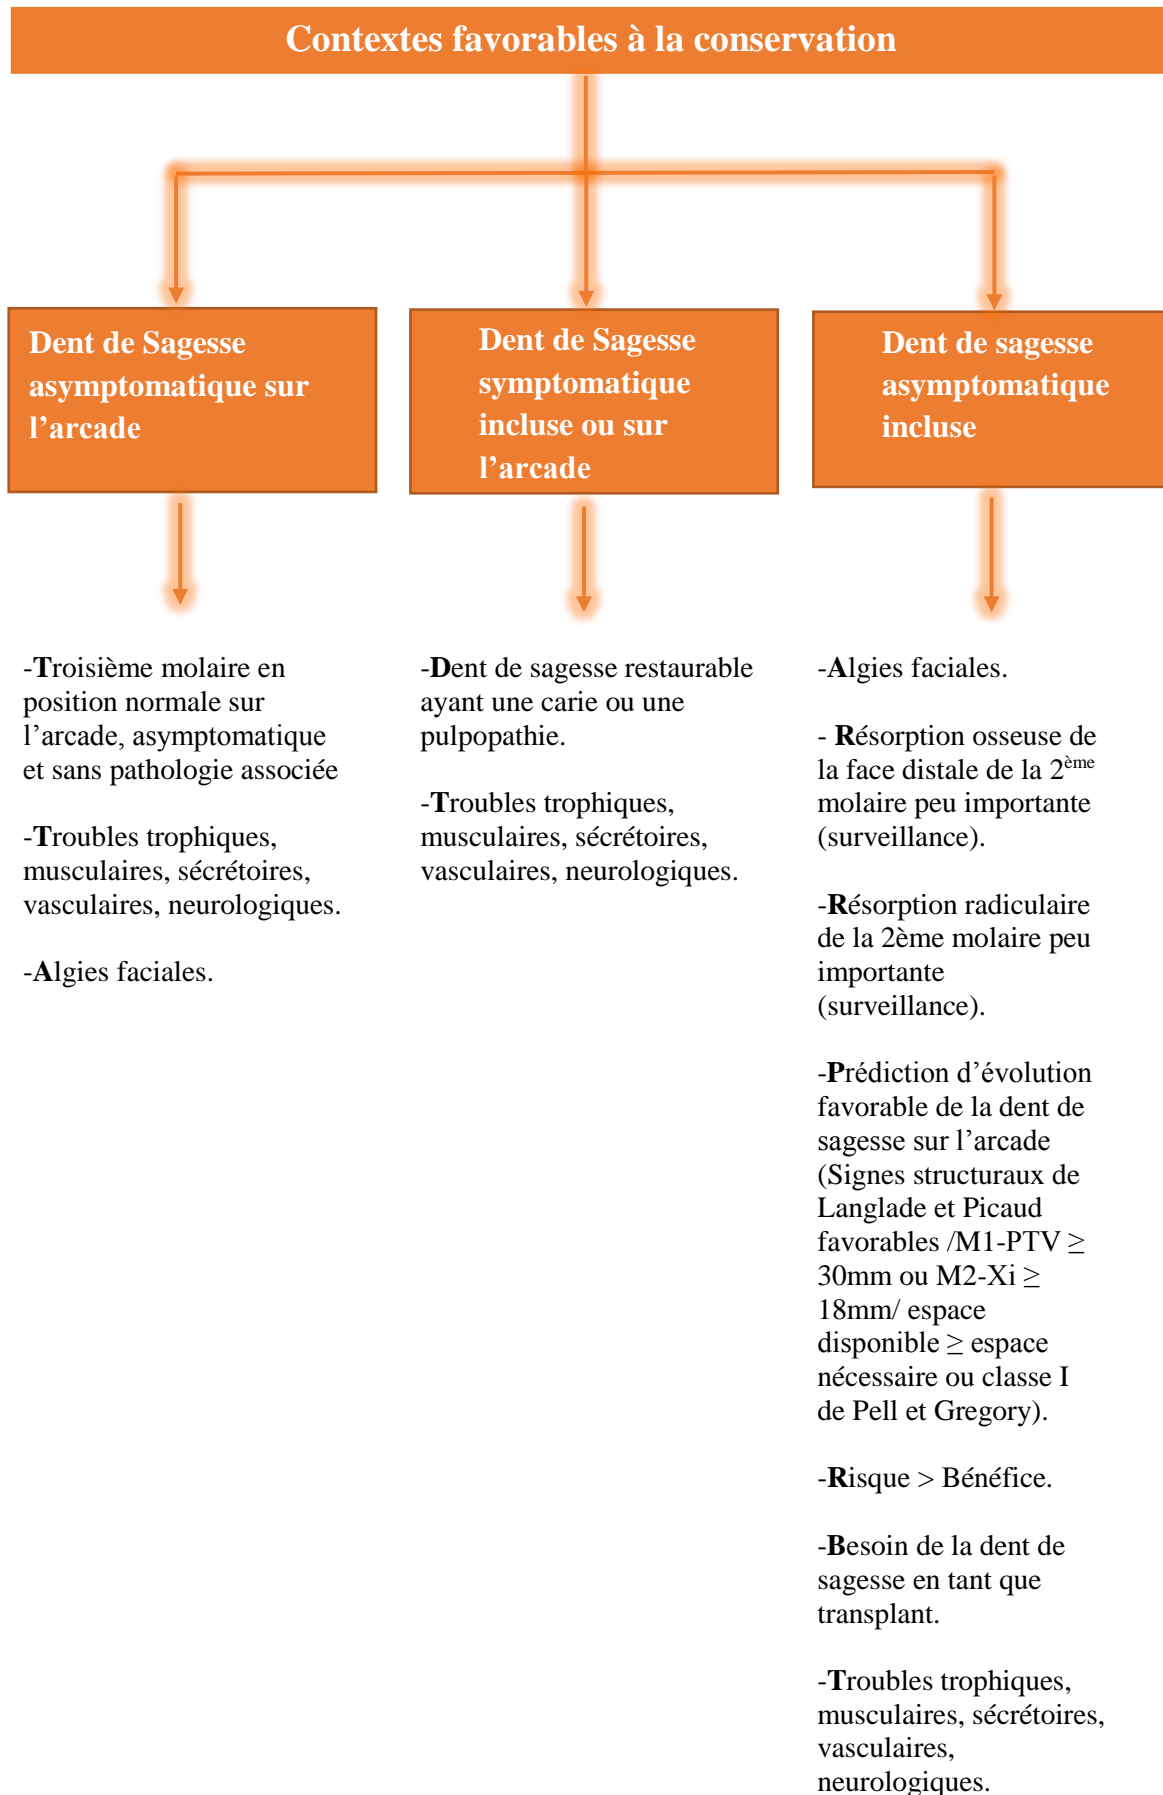 Contextes favorables à la conservation
Dent de Sagesse
asymptomatique sur
l’arcade
Dent de Sagesse
symptomatique
incluse ou sur
l’arcade
Dent de sagesse
asymptomatique
incluse
-Troisième molaire en
position normale sur
l’arcade, asymptomatique
et sans pathologie associée
-Troubles trophiques,
musculaires, sécrétoires,
vasculaires, neurologiques.
-Algies faciales.
-Dent de sagesse restaurable
ayant une carie ou une
pulpopathie.
-Troubles trophiques,
musculaires, sécrétoires,
vasculaires, neurologiques.
-Algies faciales.
- Résorption osseuse de
la face distale de la 2ème
molaire peu importante
(surveillance).
-Résorption radiculaire
de la 2ème molaire peu
importante
(surveillance).
-Prédiction d’évolution
favorable de la dent de
sagesse sur l’arcade
(Signes structuraux de
Langlade et Picaud
favorables /M1-PTV ≥
30mm ou M2-Xi ≥
18mm/ espace
disponible ≥ espace
nécessaire ou classe I
de Pell et Gregory).
-Risque > Bénéfice.
-Besoin de la dent de
sagesse en tant que
transplant.
-Troubles trophiques,
musculaires, sécrétoires,
vasculaires,
neurologiques.